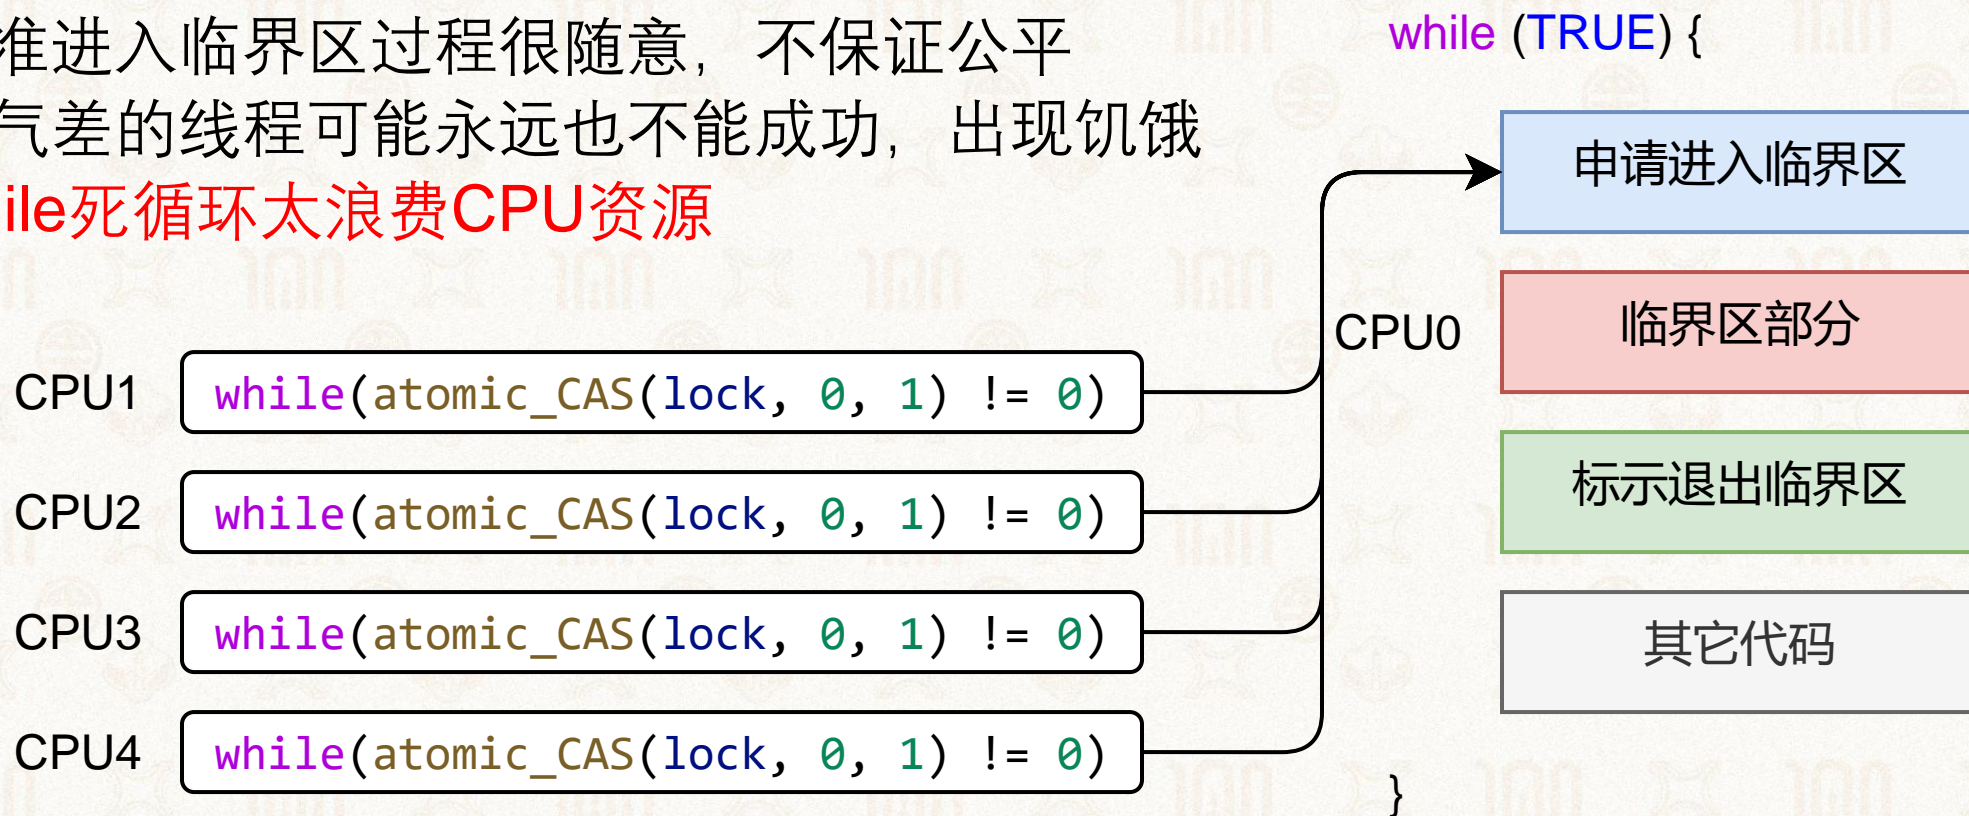 准进入临界区过程很随意，不保证公平
气差的线程可能永远也不能成功，出现饥饿
ile死循环太浪费CPU资源
while (TRUE) {
申请进入临界区
CPU0
临界区部分
标示退出临界区
其它代码
}
CPU1 while(atomic_CAS(lock, 0, 1) != 0)
CPU2 while(atomic_CAS(lock, 0, 1) != 0)
CPU3 while(atomic_CAS(lock, 0, 1) != 0)
CPU4 while(atomic_CAS(lock, 0, 1) != 0)